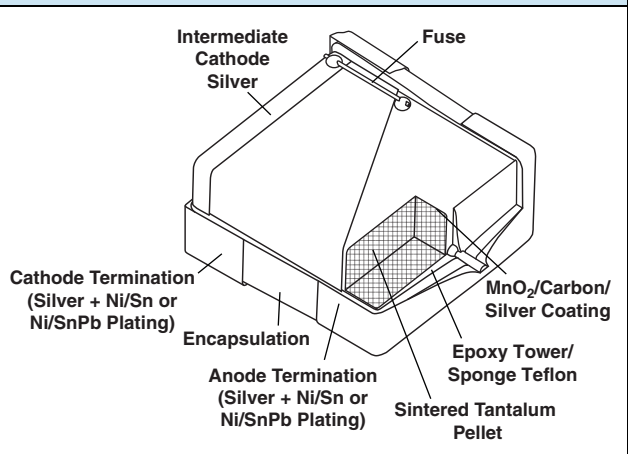 Intermediate
Cathode
Silver
Fuse
Cathode Termination
(Silver + Ni/Sn or
Ni/SnPb Plating)
Encapsulation
Anode Termination
(Silver + Ni/Sn or
Ni/SnPb Plating)
MnO₂/Carbon/
Silver Coating
Epoxy Tower/
Sponge Teflon
Sintered Tantalum
Pellet